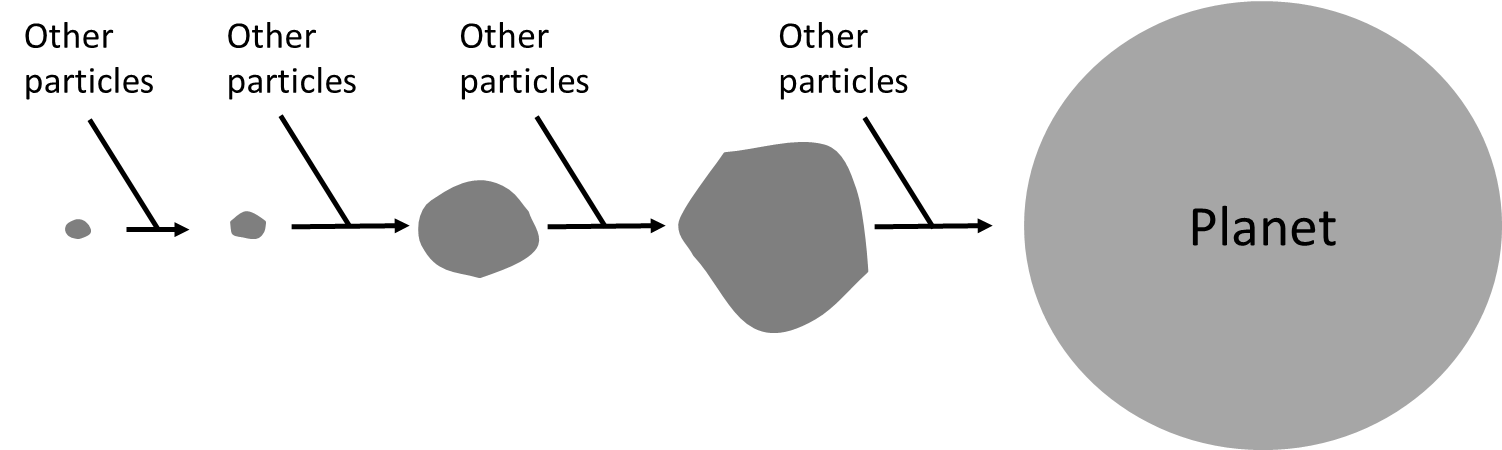 Other
particles
Other
particles
Other
particles
Other
particles
Planet